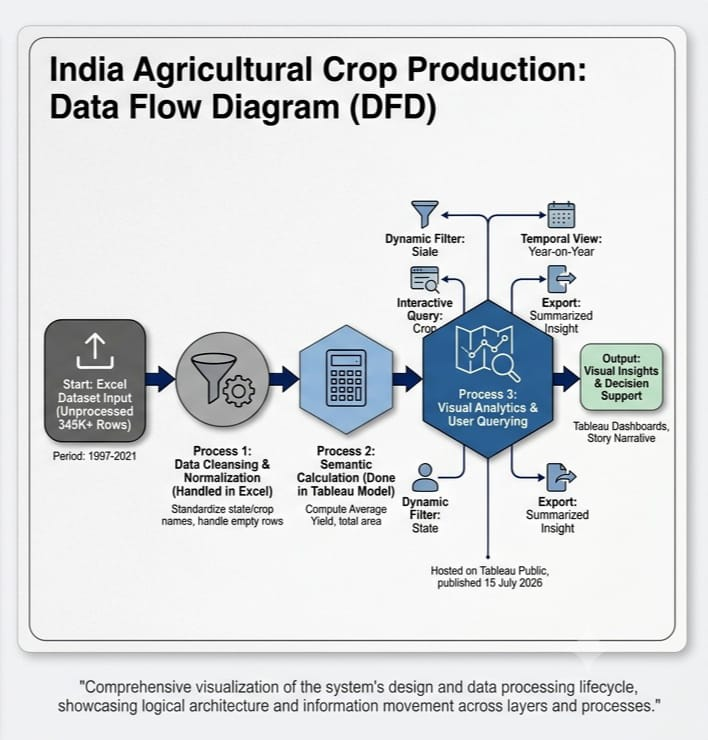 India Agricultural Crop Production:
Data Flow Diagram (DFD)
Dynamic Filter:
Siale
Temporal View:
Year-on-Year
Interactive
Query:
Crop
Export:
Summarized
Insight
Start: Excel
Dataset Input
(Unprocessed
345K+ Rows)
Period: 1997-2021
Process 1:
Data Cleansing &
Normalization
(Handled in Excel)
Standardize state/crop
names, handle empty rows
Process 2:
Semantic
Calculation (Done
in Tableau Model)
Compute Average
Yield, total area
Process 3:
Visual Analytics &
User Querying
Output:
Visual Insights
& Decisien
Support
Tableau Dashboards,
Story Narrative
Dynamic
Filter:
State
Export:
Summarized
Insight
Hosted on Tableau Public,
published 15 July 2026
"Comprehensive visualization of the system's design and data processing lifecycle,
showcasing logical architecture and information movement across layers and processes."